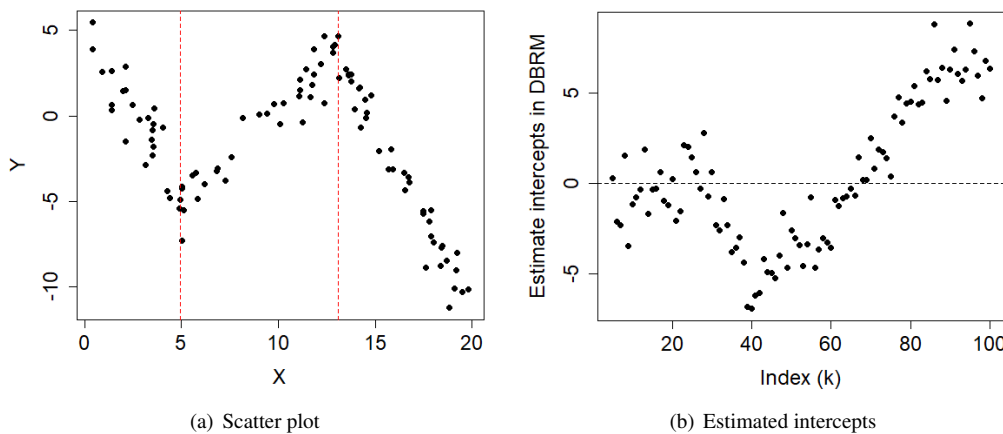 5
0
-5
-10
Y
0
5
10
15
20
X
(a) Scatter plot
Estimate intercepts in DBRM
5
0
-5
20
40
60
80
100
Index (k)
(b) Estimated intercepts